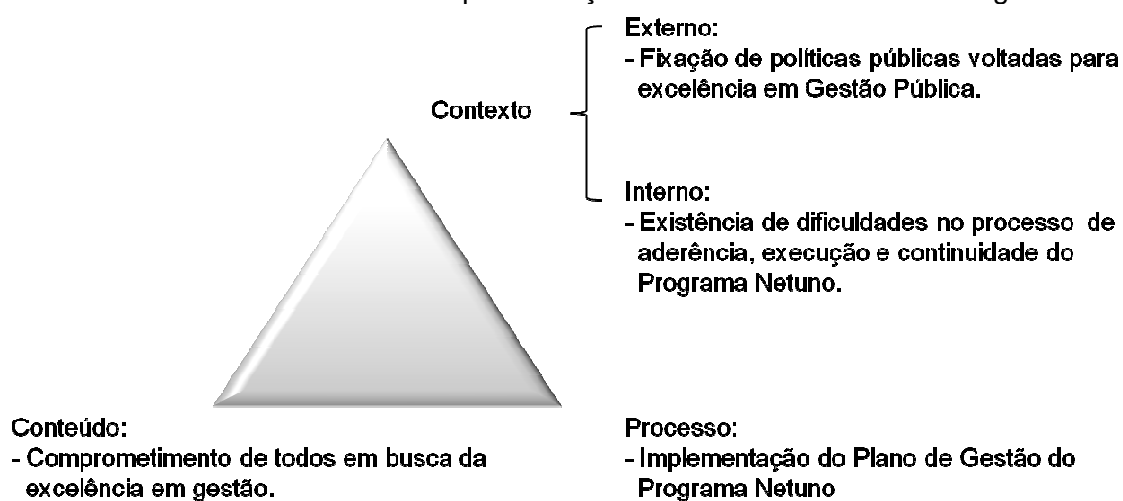 Externo:
- Fixação de políticas públicas voltadas para
excelência em Gestão Pública.
Contexto
Interno:
- Existência de dificuldades no processo de
aderência, execução e continuidade do
Programa Netuno.
Conteúdo:
- Comprometimento de todos em busca da
excelência em gestão.
Processo:
- Implementação do Plano de Gestão do
Programa Netuno